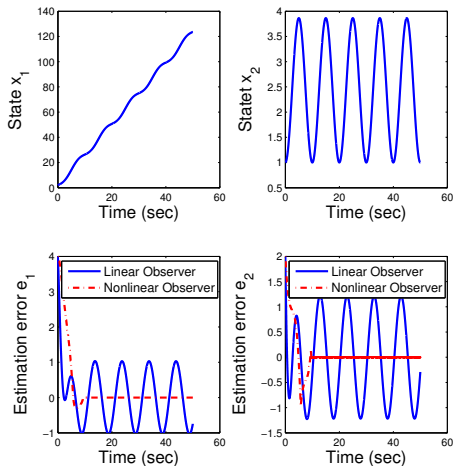 State x1
140
120
100
80
60
40
20
0
0 20 40 60
Time (sec)
Statet x2
4
3.5
3
2.5
2
1.5
1
0.5
0 20 40 60
Time (sec)
Estimation error e1
4
3
2
1
0
-1
Linear Observer
Nonlinear Observer
0 20 40 60
Time (sec)
Estimation error e2
2
1.5
1
0.5
0
-0.5
-1
-1.5
Linear Observer
Nonlinear Observer
0 20 40 60
Time (sec)